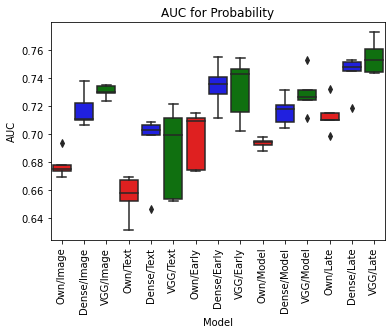 AUC for Probability
0.76
0.74
0.72
0.70
0.68
0.66
0.64
AUC
Own/Image
Dense/Image
VGG/Image
Own/Text
Dense/Text
VGG/Text
Own/Early
Dense/Early
VGG/Early
Own/Model
Dense/Model
VGG/Model
Own/Late
Dense/Late
VGG/Late
Model